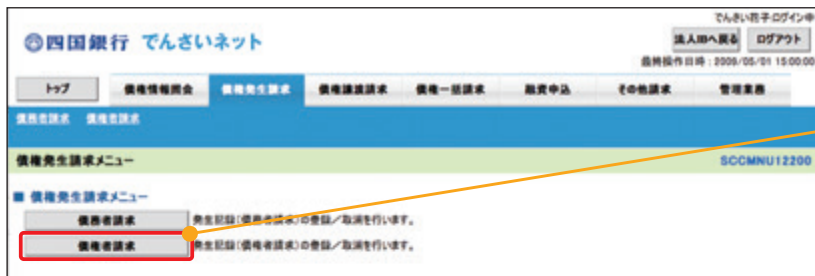 でんさい花子:ログイン中
四国銀行 でんさいネット
法人IBへ戻る ログアウト
最終操作日時：2009/05/01 15:00:00
トップ 債権情報照会 債権発生請求 債権譲渡請求 債権一括請求 融資申込 その他請求 管理業務
債務者請求 債権者請求
債権発生請求メニュー SCCMNU12200
■ 債権発生請求メニュー
債務者請求 発生記録(債務者請求)の登録／取消を行います。
債権者請求 発生記録(債権者請求)の登録／取消を行います。